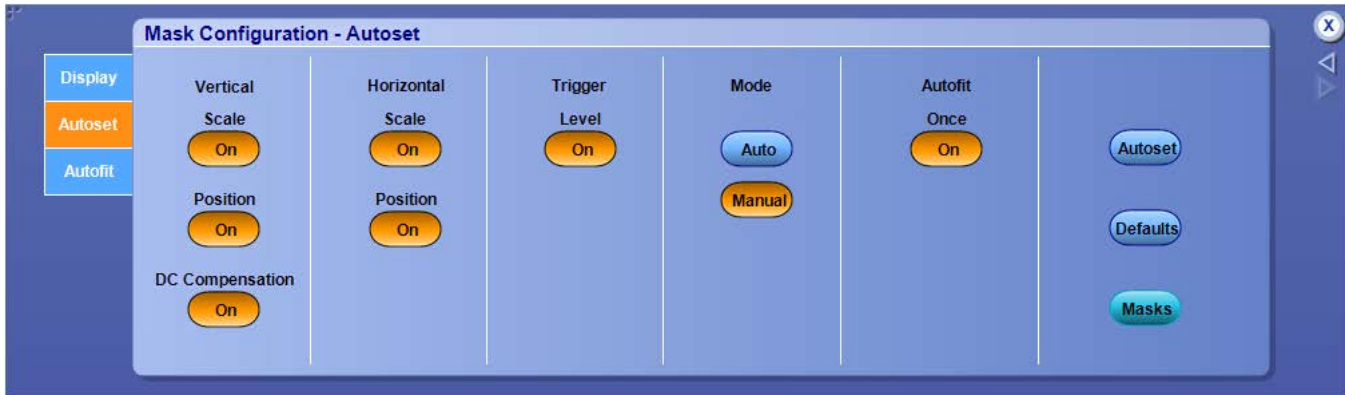 Mask Configuration - Autoset
X
Display
Autoset
Autofit
Vertical
Scale
On
Position
On
DC Compensation
On
Horizontal
Scale
On
Position
On
Trigger
Level
On
Mode
Auto
Manual
Autofit
Once
On
Autoset
Defaults
Masks